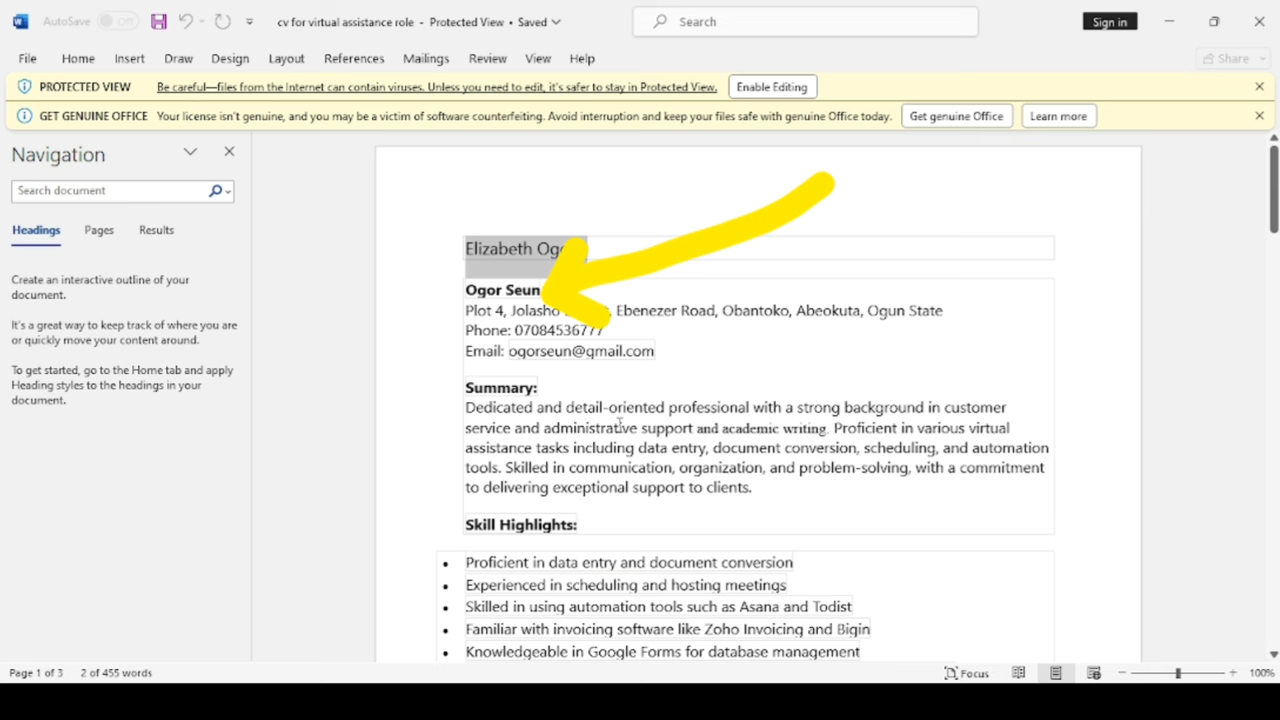 AutoSave Off cv for virtual assistance role - Protected View • Saved Search Sign in
File Home Insert Draw Design Layout References Mailings Review View Help Share
PROTECTED VIEW Be careful—files from the Internet can contain viruses. Unless you need to edit, it's safer to stay in Protected View. Enable Editing
GET GENUINE OFFICE Your license isn't genuine, and you may be a victim of software counterfeiting. Avoid interruption and keep your files safe with genuine Office today. Get genuine Office Learn more
Navigation
Search document
Headings Pages Results
Create an interactive outline of your
document.
It's a great way to keep track of where you are
or quickly move your content around.
To get started, go to the Home tab and apply
Heading styles to the headings in your
document.
Elizabeth
Ogor Seun
Plot 4, Ebenezer Road, Obantoko, Abeokuta, Ogun State
Phone: 07084536777
Email: ogorseun@gmail.com
Summary:
Dedicated and detail-oriented professional with a strong background in customer
service and administrative support and academic writing. Proficient in various virtual
assistance tasks including data entry, document conversion, scheduling, and automation
tools. Skilled in communication, organization, and problem-solving, with a commitment
to delivering exceptional support to clients.
Skill Highlights:
• Proficient in data entry and document conversion
• Experienced in scheduling and hosting meetings
• Skilled in using automation tools such as Asana and Todist
• Familiar with invoicing software like Zoho Invoicing and Bigin
• Knowledgeable in Google Forms for database management
Page 1 of 3 2 of 455 words Focus 100%